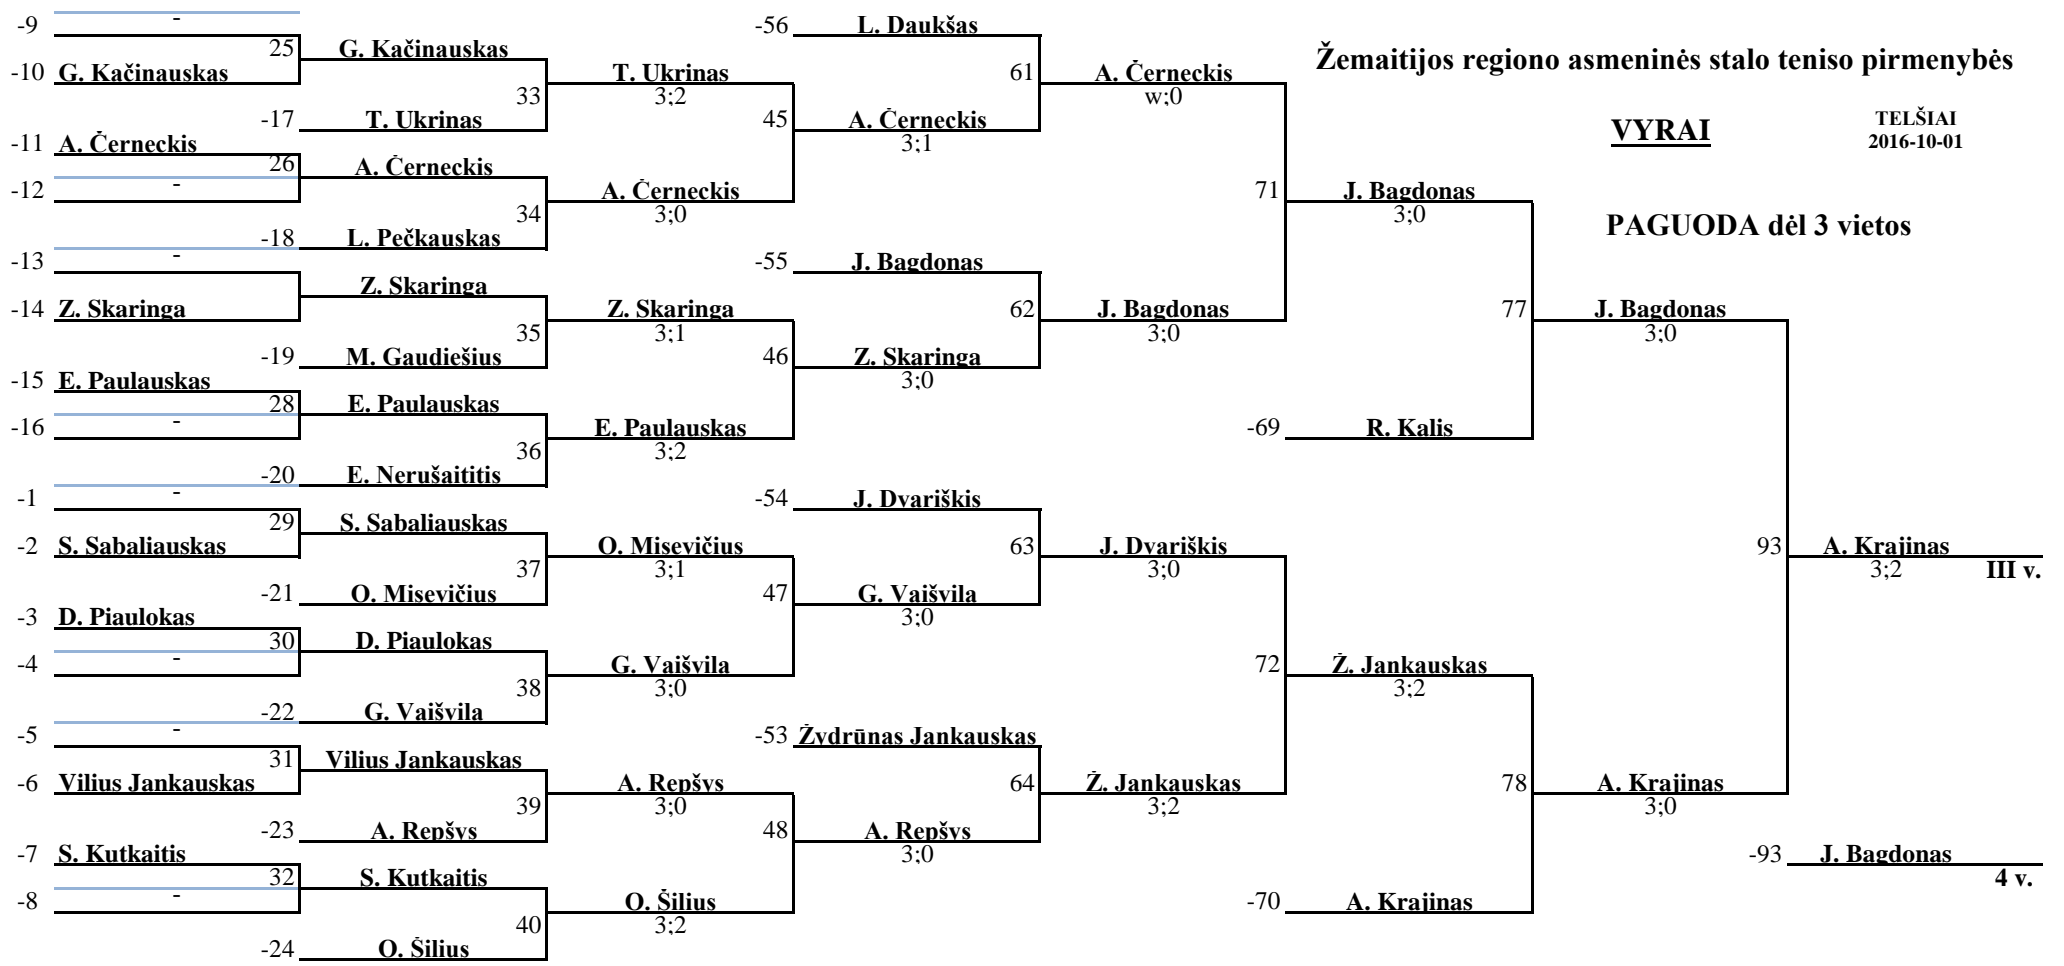 Žemaitijos regiono asmeninės stalo teniso pirmenybės
VYRAI
TELŠIAI
2016-10-01
PAGUODA dėl 3 vietos
-9 -
25
-10 G. Kačinauskas
-11 A. Černeckis
26
-12 -
-13 -
-14 Z. Skaringa
-15 E. Paulauskas
28
-16 -
-1 -
29
-2 S. Sabaliauskas
-3 D. Piaulokas
30
-4 -
-5 -
31
-6 Vilius Jankauskas
-7 S. Kutkaitis
32
-8 -
G. Kačinauskas
33
-17 T. Ukrinas
A. Černeckis
34
-18 L. Pečkauskas
Z. Skaringa
35
-19 M. Gaudiešius
E. Paulauskas
36
-20 E. Nerušaititis
S. Sabaliauskas
37
-21 O. Misevičius
D. Piaulokas
38
-22 G. Vaišvila
Vilius Jankauskas
39
-23 A. Repšys
S. Kutkaitis
40
-24 O. Šilius
T. Ukrinas
3;2
45
A. Černeckis
3;0
Z. Skaringa
3;1
46
E. Paulauskas
3;2
O. Misevičius
3;1
47
G. Vaišvila
3;0
A. Repšys
3;0
48
O. Šilius
3;2
-56 L. Daukšas
61
A. Černeckis
3;1
-55 J. Bagdonas
62
Z. Skaringa
3;0
-54 J. Dvariškis
63
G. Vaišvila
3;0
-53 Žydrūnas Jankauskas
64
A. Repšys
3;0
A. Černeckis
w;0
71
J. Bagdonas
3;0
J. Dvariškis
3;0
72
Ž. Jankauskas
3;2
J. Bagdonas
3;0
77
-69 R. Kalis
Ž. Jankauskas
3;2
78
-70 A. Krajinas
J. Bagdonas
3;0
93
A. Krajinas
3;0
A. Krajinas
3;2 III v.
-93 J. Bagdonas
4 v.